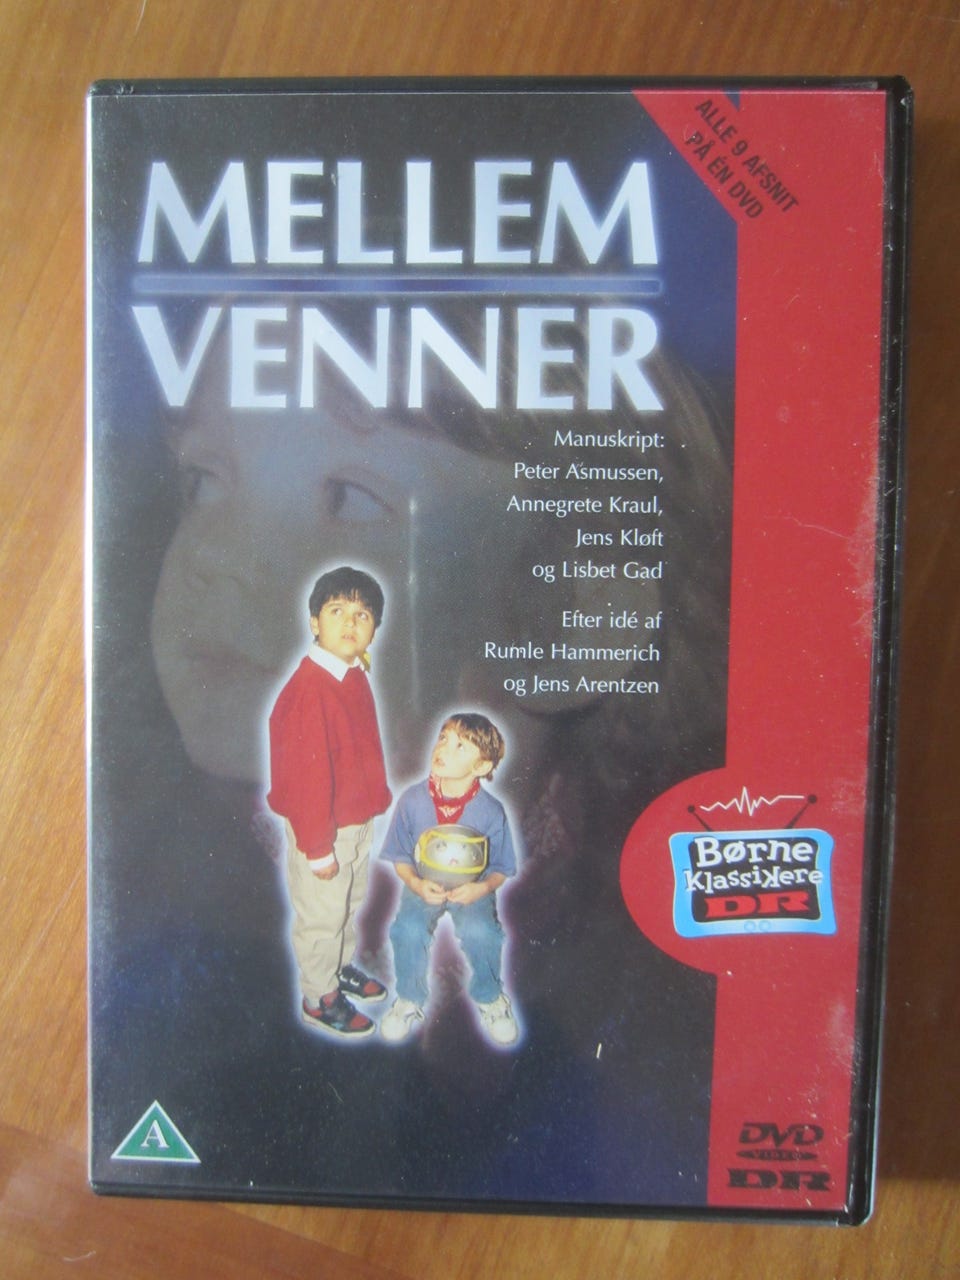 ALLE 9 AFSNIT
PÅ ÉN DVD
MELLEM
VENNER
Manuskript:
Peter Asmussen,
Annegrete Kraul,
Jens Kløft
og Lisbet Gad
Efter idé af
Rumle Hammerich
og Jens Arentzen
Børne
Klassikere
DR
A
DVD
VIDEO
DR